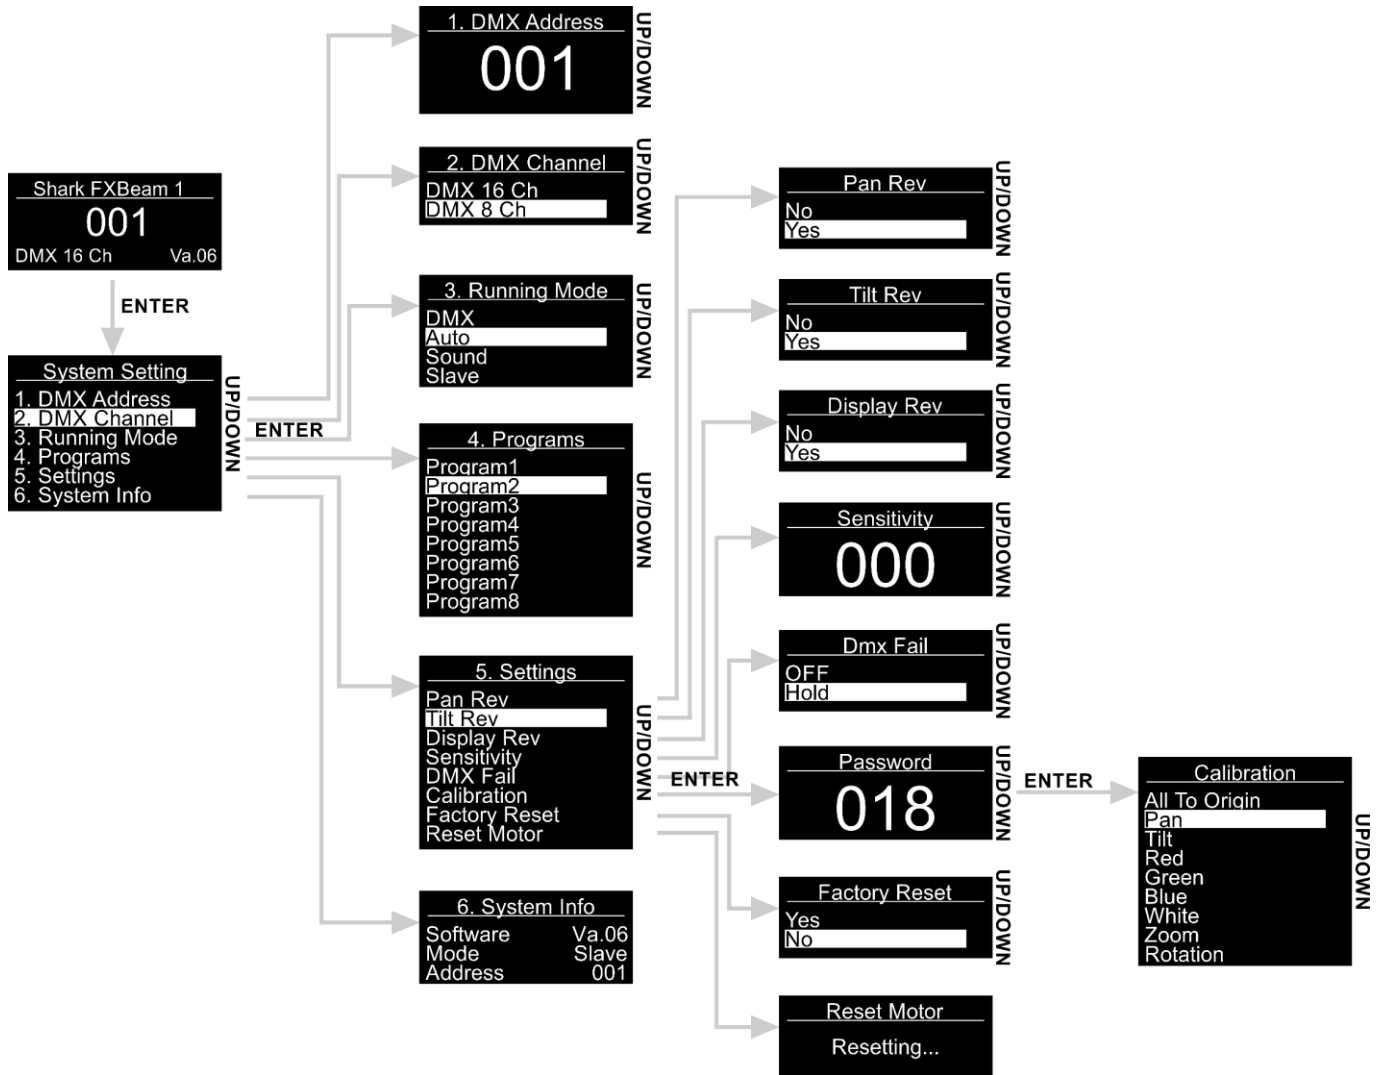 Shark FXBeam 1
001
DMX 16 Ch Va.06
ENTER
System Setting
1. DMX Address
2. DMX Channel
3. Running Mode
4. Programs
5. Settings
6. System Info
UP/DOWN
ENTER
1. DMX Address
001
UP/DOWN
2. DMX Channel
DMX 16 Ch
DMX 8 Ch
UP/DOWN
3. Running Mode
DMX
Auto
Sound
Slave
UP/DOWN
4. Programs
Program1
Program2
Program3
Program4
Program5
Program6
Program7
Program8
UP/DOWN
5. Settings
Pan Rev
Tilt Rev
Display Rev
Sensitivity
DMX Fail
Calibration
Factory Reset
Reset Motor
UP/DOWN
ENTER
6. System Info
Software Va.06
Mode Slave
Address 001
Pan Rev
No
Yes
UP/DOWN
Tilt Rev
No
Yes
UP/DOWN
Display Rev
No
Yes
UP/DOWN
Sensitivity
000
UP/DOWN
Dmx Fail
OFF
Hold
UP/DOWN
Password
018
UP/DOWN
ENTER
Factory Reset
Yes
No
UP/DOWN
Reset Motor
Resetting...
Calibration
All To Origin
Pan
Tilt
Red
Green
Blue
White
Zoom
Rotation
UP/DOWN